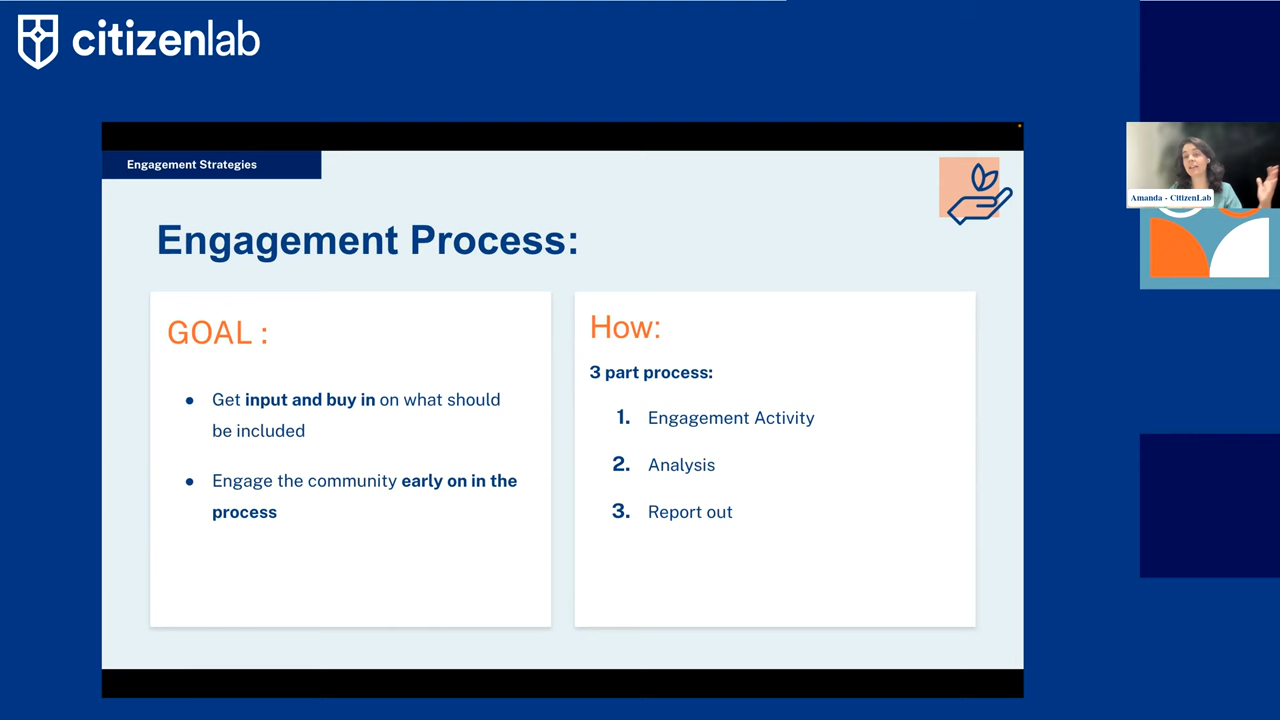 citizenlab
Engagement Strategies
Engagement Process:
GOAL :
● Get input and buy in on what should
be included
● Engage the community early on in the
process
How:
3 part process:
1. Engagement Activity
2. Analysis
3. Report out
Amanda - CitizenLab